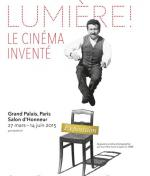 LUMIÈRE!
LE CINÉMA
INVENTÉ
Grand Palais, Paris
Salon d'Honneur
27 mars - 14 juin 2015
Exposition